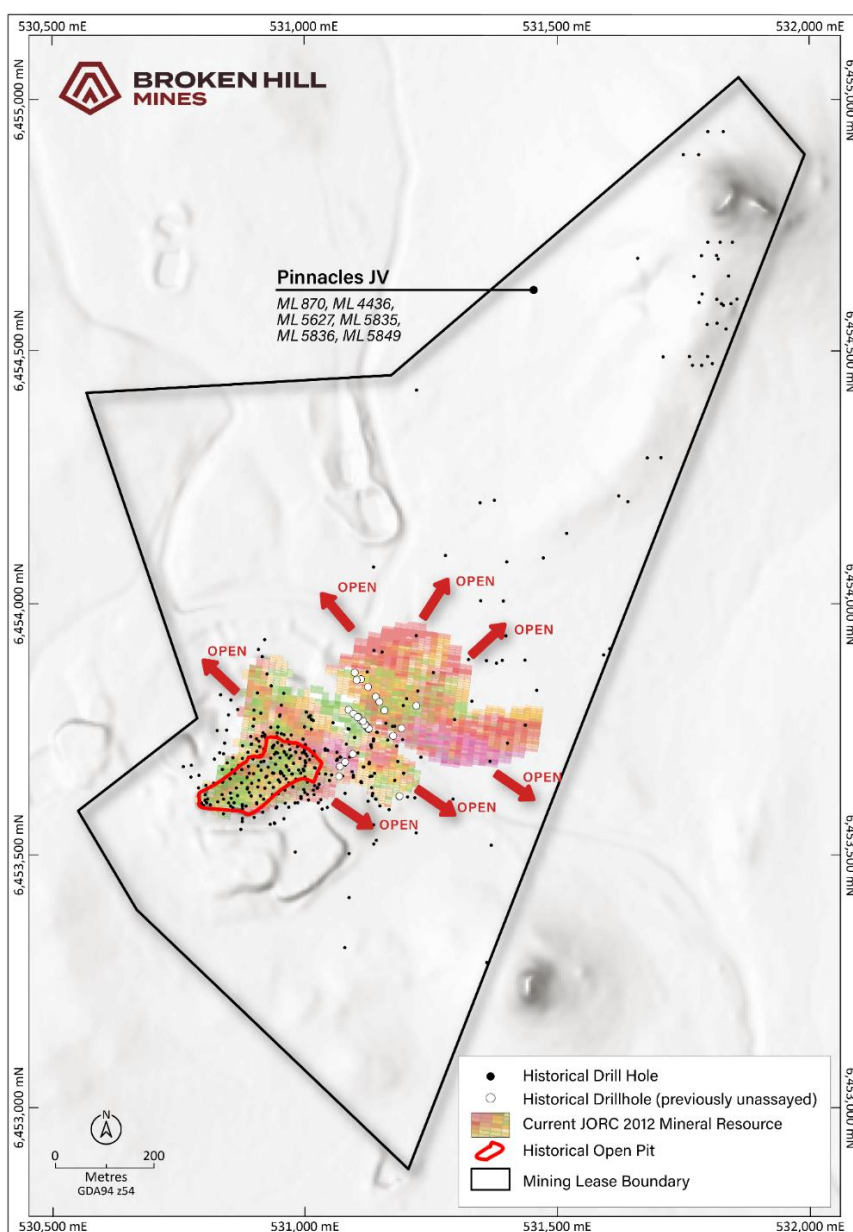 530,500 mE
531,000 mE
531,500 mE
532,000 mE
BROKEN HILL
MINES
6,455,000 mN
6,455,000 mN
Pinnacles JV
ML 870, ML 4436,
ML 5627, ML 5835,
ML 5836, ML 5849
6,454,500 mN
6,454,500 mN
OPEN
OPEN
6,454,000 mN
6,454,000 mN
OPEN
OPEN
OPEN
OPEN
OPEN
6,453,500 mN
6,453,500 mN
Historical Drill Hole
Historical Drillhole (previously unassayed)
Current JORC 2012 Mineral Resource
Historical Open Pit
Mining Lease Boundary
6,453,000 mN
6,453,000 mN
N
0
200
Metres
GDA94 z54
530,500 mE
531,000 mE
531,500 mE
532,000 mE